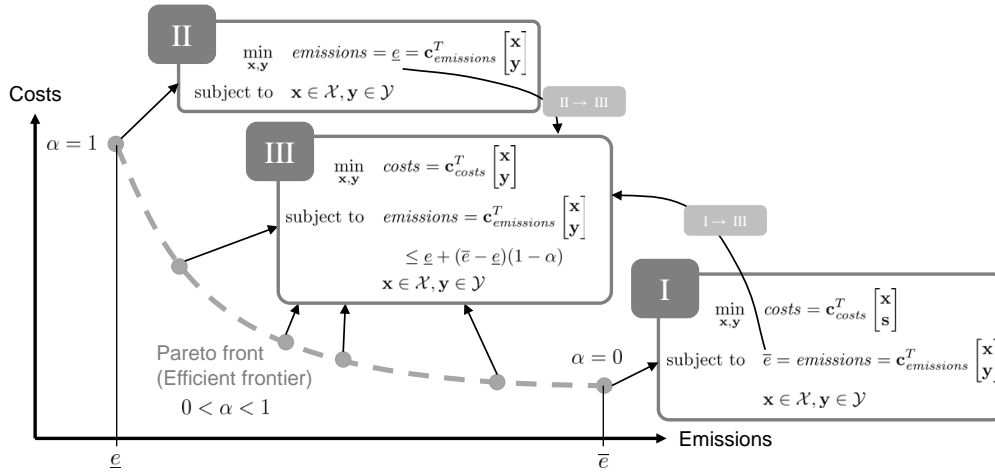 II
min x,y emissions = e̲ = c^T_emissions [x y]
subject to x ∈ 𝒳, y ∈ 𝒴
II → III
Costs
α = 1
III
min x,y costs = c^T_costs [x y]
subject to emissions = c^T_emissions [x y]
≤ e̲ + (e̅ − e̲)(1 − α)
x ∈ 𝒳, y ∈ 𝒴
I → III
I
min x,y costs = c^T_costs [x s]
subject to e̅ = emissions = c^T_emissions [x y]
x ∈ 𝒳, y ∈ 𝒴
Pareto front
(Efficient frontier)
0 < α < 1
α = 0
Emissions
e̲
e̅